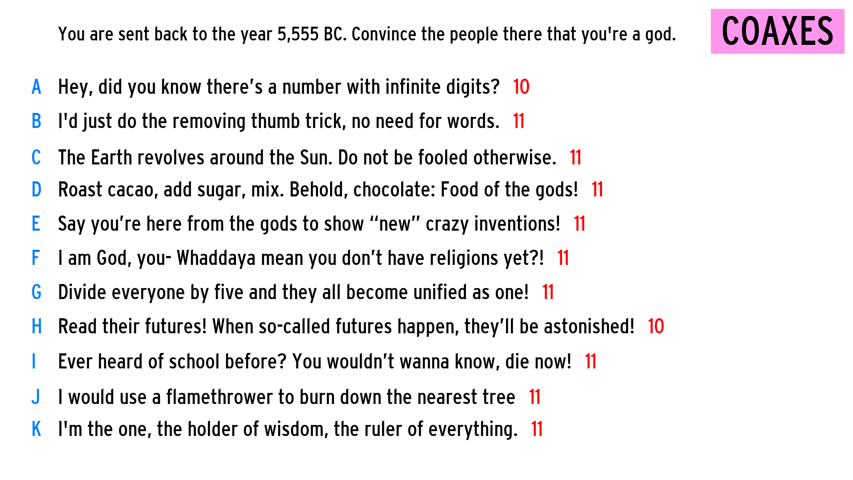 You are sent back to the year 5,555 BC. Convince the people there that you're a god.
COAXES
A Hey, did you know there's a number with infinite digits? 10
B I'd just do the removing thumb trick, no need for words. 11
C The Earth revolves around the Sun. Do not be fooled otherwise. 11
D Roast cacao, add sugar, mix. Behold, chocolate: Food of the gods! 11
E Say you're here from the gods to show “new” crazy inventions! 11
F I am God, you- Whaddaya mean you don't have religions yet?! 11
G Divide everyone by five and they all become unified as one! 11
H Read their futures! When so-called futures happen, they'll be astonished! 10
I Ever heard of school before? You wouldn't wanna know, die now! 11
J I would use a flamethrower to burn down the nearest tree 11
K I'm the one, the holder of wisdom, the ruler of everything. 11